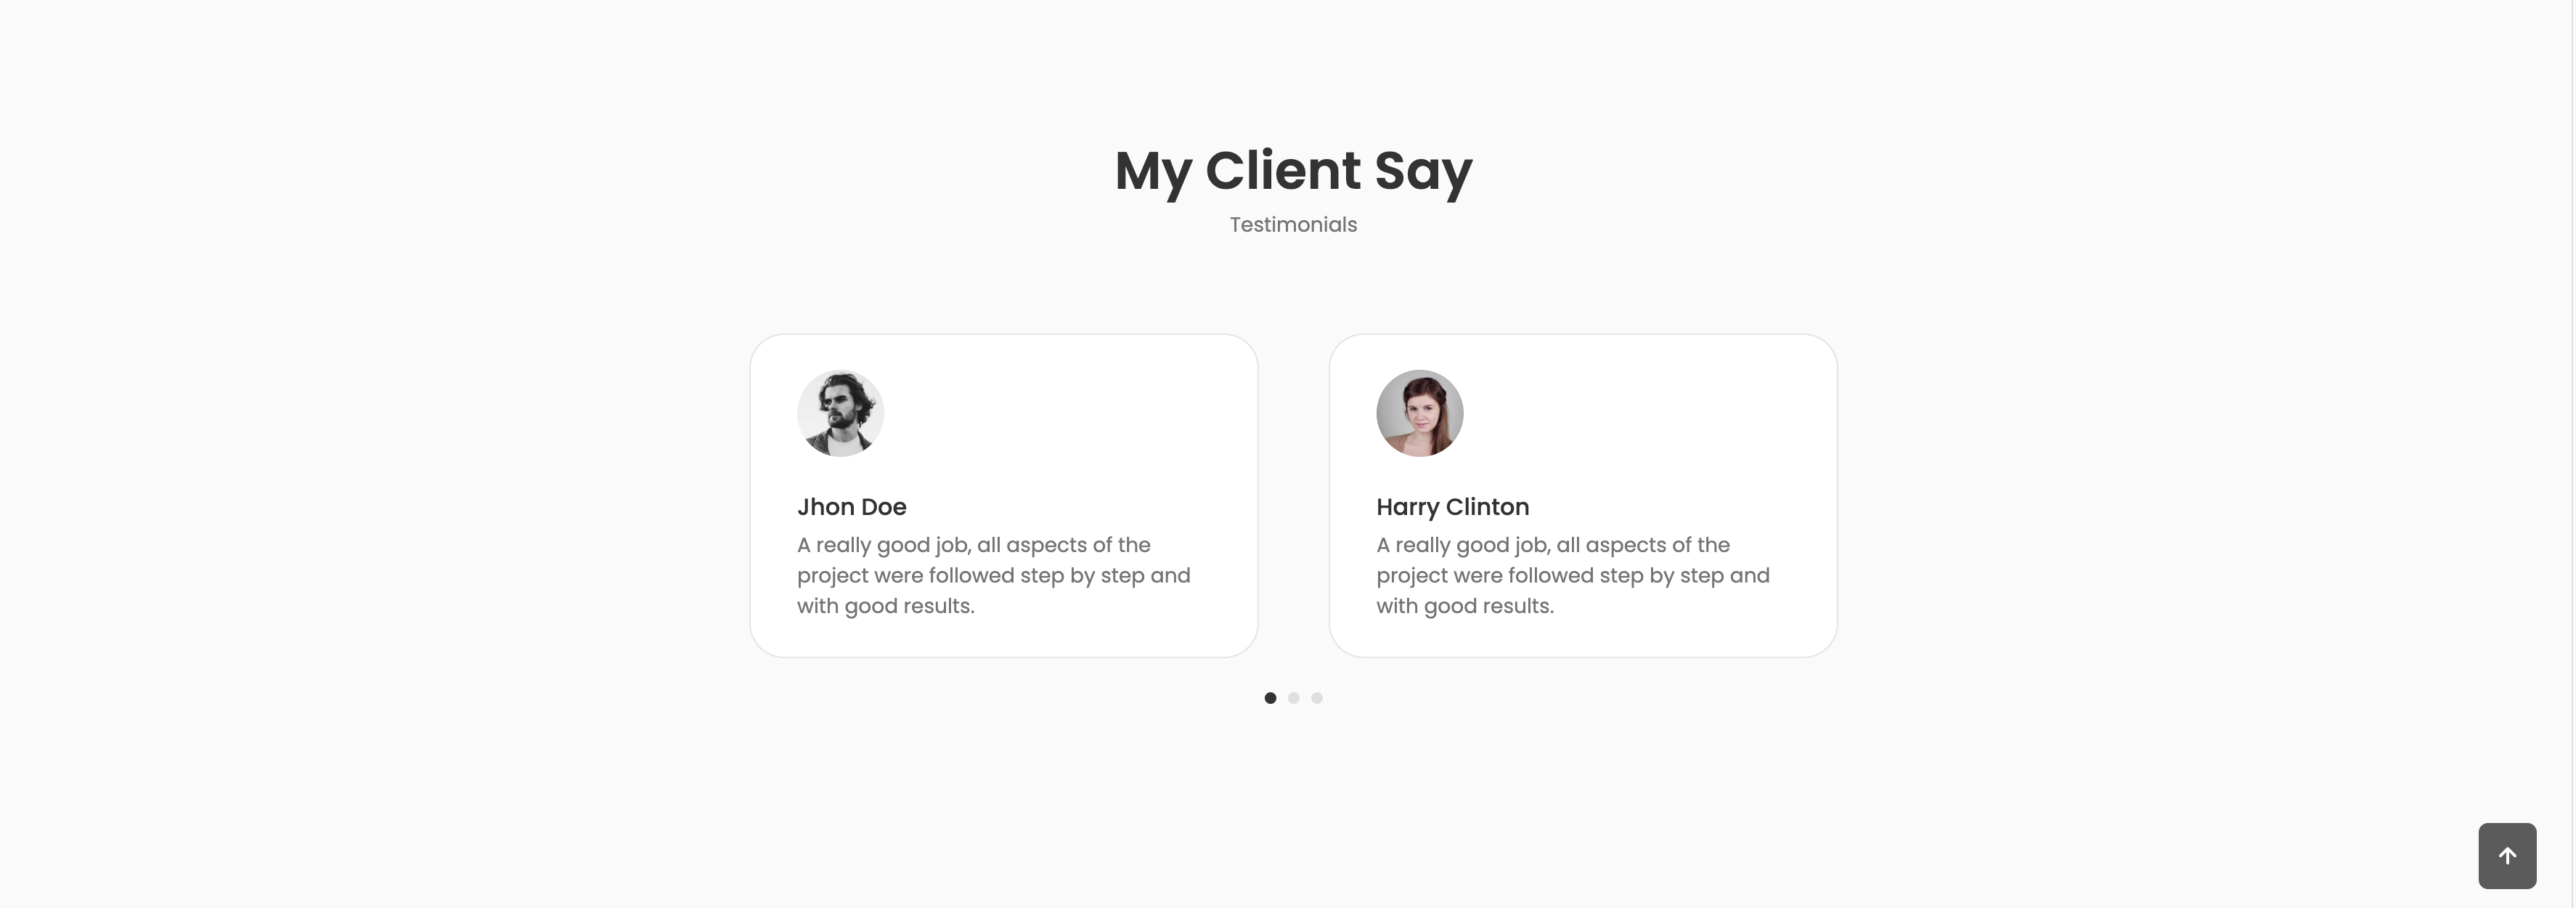 My Client Say
Testimonials
Jhon Doe
A really good job, all aspects of the
project were followed step by step and
with good results.
Harry Clinton
A really good job, all aspects of the
project were followed step by step and
with good results.